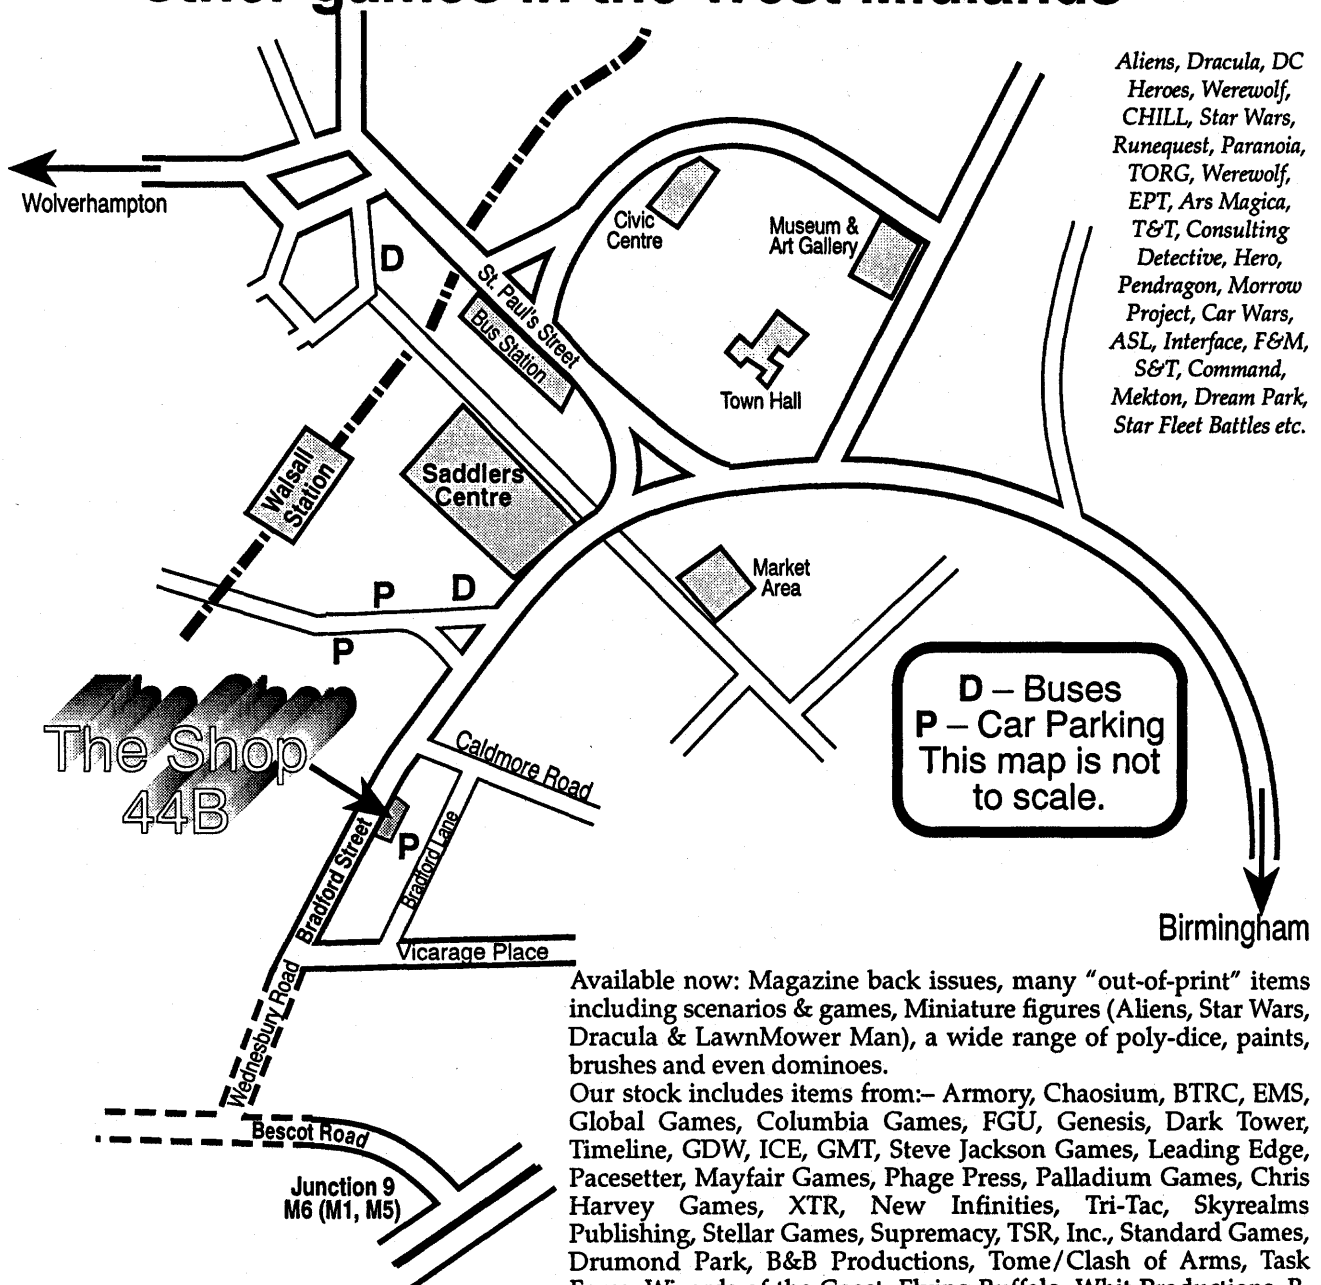 other games in the West Midlands
Aliens, Dracula, DC
Heroes, Werewolf,
CHILL, Star Wars,
Runequest, Paranoia,
TORG, Werewolf,
EPT, Ars Magica,
T&T, Consulting
Detective, Hero,
Pendragon, Morrow
Project, Car Wars,
ASL, Interface, F&M,
S&T, Command,
Mekton, Dream Park,
Star Fleet Battles etc.
Wolverhampton
Civic
Centre
Museum &
Art Gallery
D
St. Paul's Street
Bus Station
Town Hall
Walsall
Station
Saddlers
Centre
Market
Area
P
D
P
The Shop
44B
D – Buses
P – Car Parking
This map is not
to scale.
Caldmore Road
P
Bradford Street
Bradford Lane
Birmingham
Vicarage Place
Wednesbury Road
Bescot Road
Junction 9
M6 (M1, M5)
Available now: Magazine back issues, many "out-of-print" items
including scenarios & games, Miniature figures (Aliens, Star Wars,
Dracula & LawnMower Man), a wide range of poly-dice, paints,
brushes and even dominoes.
Our stock includes items from:– Armory, Chaosium, BTRC, EMS,
Global Games, Columbia Games, FGU, Genesis, Dark Tower,
Timeline, GDW, ICE, GMT, Steve Jackson Games, Leading Edge,
Pacesetter, Mayfair Games, Phage Press, Palladium Games, Chris
Harvey Games, XTR, New Infinities, Tri-Tac, Skyrealms
Publishing, Stellar Games, Supremacy, TSR, Inc., Standard Games,
Drumond Park, B&B Productions, Tome/Clash of Arms, Task